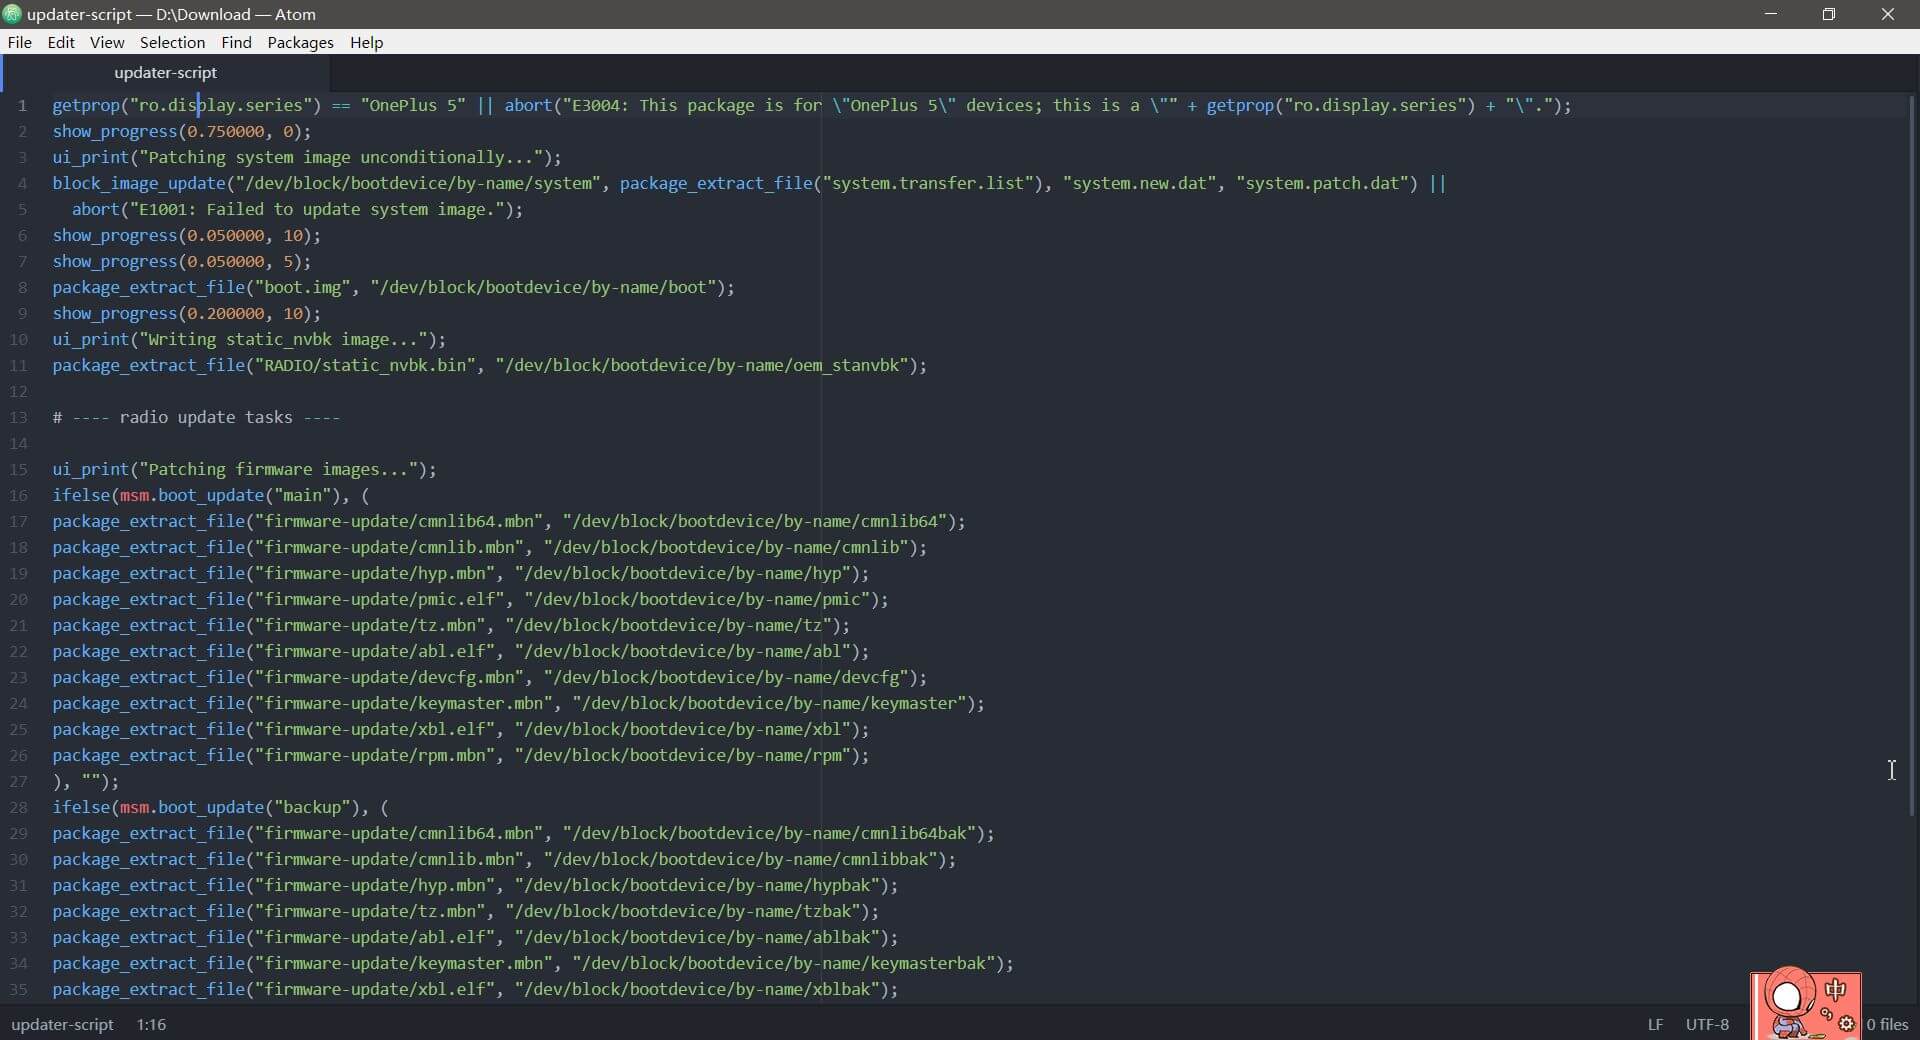 updater-script — D:\Download — Atom
File Edit View Selection Find Packages Help
updater-script
1 getprop("ro.display.series") == "OnePlus 5" || abort("E3004: This package is for \"OnePlus 5\" devices; this is a \"" + getprop("ro.display.series") + "\".");
2 show_progress(0.750000, 0);
3 ui_print("Patching system image unconditionally...");
4 block_image_update("/dev/block/bootdevice/by-name/system", package_extract_file("system.transfer.list"), "system.new.dat", "system.patch.dat") ||
5   abort("E1001: Failed to update system image.");
6 show_progress(0.050000, 10);
7 show_progress(0.050000, 5);
8 package_extract_file("boot.img", "/dev/block/bootdevice/by-name/boot");
9 show_progress(0.200000, 10);
10 ui_print("Writing static_nvbk image...");
11 package_extract_file("RADIO/static_nvbk.bin", "/dev/block/bootdevice/by-name/oem_stanvbk");
12
13 # ---- radio update tasks ----
14
15 ui_print("Patching firmware images...");
16 ifelse(msm.boot_update("main"), (
17 package_extract_file("firmware-update/cmnlib64.mbn", "/dev/block/bootdevice/by-name/cmnlib64");
18 package_extract_file("firmware-update/cmnlib.mbn", "/dev/block/bootdevice/by-name/cmnlib");
19 package_extract_file("firmware-update/hyp.mbn", "/dev/block/bootdevice/by-name/hyp");
20 package_extract_file("firmware-update/pmic.elf", "/dev/block/bootdevice/by-name/pmic");
21 package_extract_file("firmware-update/tz.mbn", "/dev/block/bootdevice/by-name/tz");
22 package_extract_file("firmware-update/abl.elf", "/dev/block/bootdevice/by-name/abl");
23 package_extract_file("firmware-update/devcfg.mbn", "/dev/block/bootdevice/by-name/devcfg");
24 package_extract_file("firmware-update/keymaster.mbn", "/dev/block/bootdevice/by-name/keymaster");
25 package_extract_file("firmware-update/xbl.elf", "/dev/block/bootdevice/by-name/xbl");
26 package_extract_file("firmware-update/rpm.mbn", "/dev/block/bootdevice/by-name/rpm");
27 ), "");
28 ifelse(msm.boot_update("backup"), (
29 package_extract_file("firmware-update/cmnlib64.mbn", "/dev/block/bootdevice/by-name/cmnlib64bak");
30 package_extract_file("firmware-update/cmnlib.mbn", "/dev/block/bootdevice/by-name/cmnlibbak");
31 package_extract_file("firmware-update/hyp.mbn", "/dev/block/bootdevice/by-name/hypbak");
32 package_extract_file("firmware-update/tz.mbn", "/dev/block/bootdevice/by-name/tzbak");
33 package_extract_file("firmware-update/abl.elf", "/dev/block/bootdevice/by-name/ablbak");
34 package_extract_file("firmware-update/keymaster.mbn", "/dev/block/bootdevice/by-name/keymasterbak");
35 package_extract_file("firmware-update/xbl.elf", "/dev/block/bootdevice/by-name/xblbak");
中
updater-script 1:16 LF UTF-8 0 files